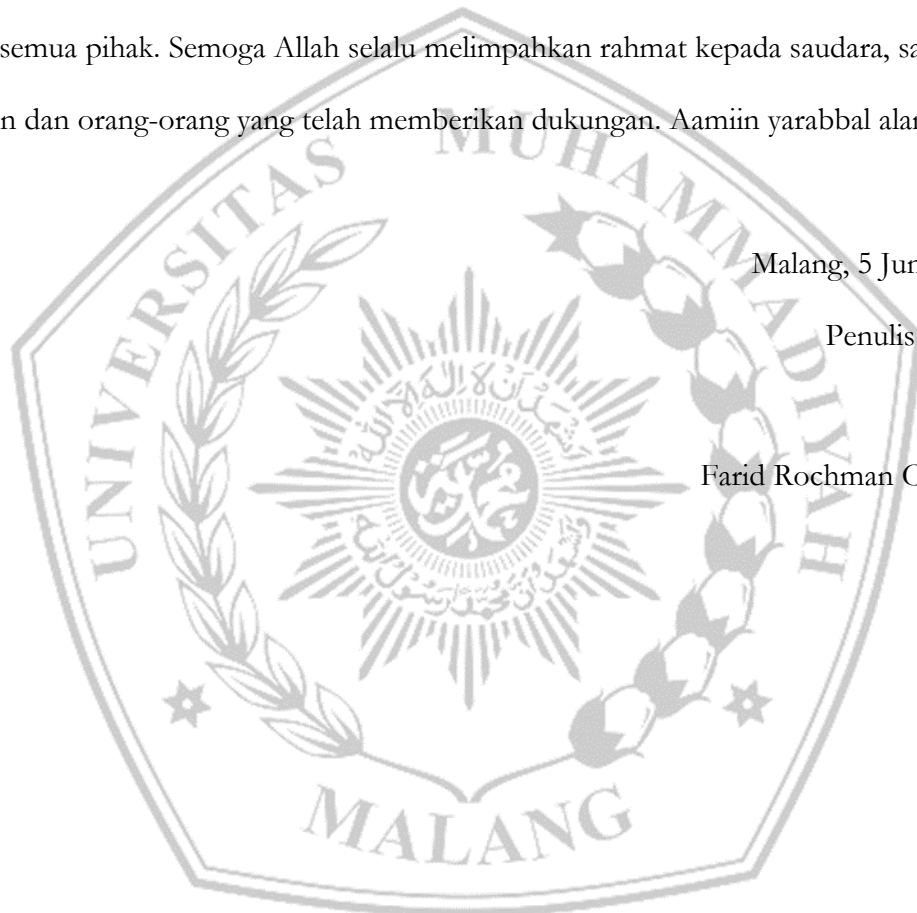 semua pihak. Semoga Allah selalu melimpahkan rahmat kepada saudara,
dan orang-orang yang telah memberikan dukungan. Aamiin yarabbal
Malang, 5
Penulis
Farid Rochman
UNIVERSITAS MUHAMMADIYAH
MALANG